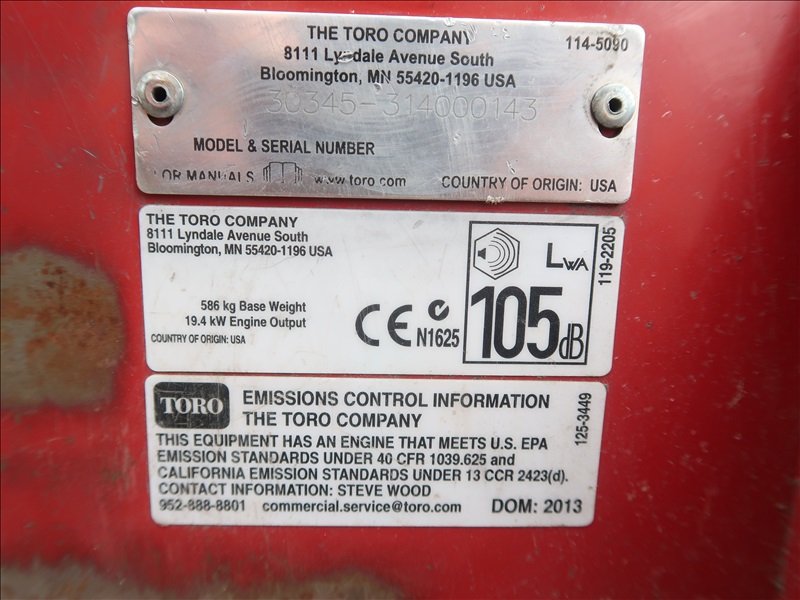 THE TORO COMPANY
8111 Lyndale Avenue South
Bloomington, MN 55420-1196 USA
114-5090
30345-314000143
MODEL & SERIAL NUMBER
FOR MANUALS www.toro.com
COUNTRY OF ORIGIN: USA
THE TORO COMPANY
8111 Lyndale Avenue South
Bloomington, MN 55420-1196 USA
586 kg Base Weight
19.4 kW Engine Output
COUNTRY OF ORIGIN: USA
CE N1625
LWA
105dB
119-2205
TORO
EMISSIONS CONTROL INFORMATION
THE TORO COMPANY
THIS EQUIPMENT HAS AN ENGINE THAT MEETS U.S. EPA
EMISSION STANDARDS UNDER 40 CFR 1039.625 and
CALIFORNIA EMISSION STANDARDS UNDER 13 CCR 2423(d).
CONTACT INFORMATION: STEVE WOOD
952-888-8801 commercial.service@toro.com
DOM: 2013
125-3449